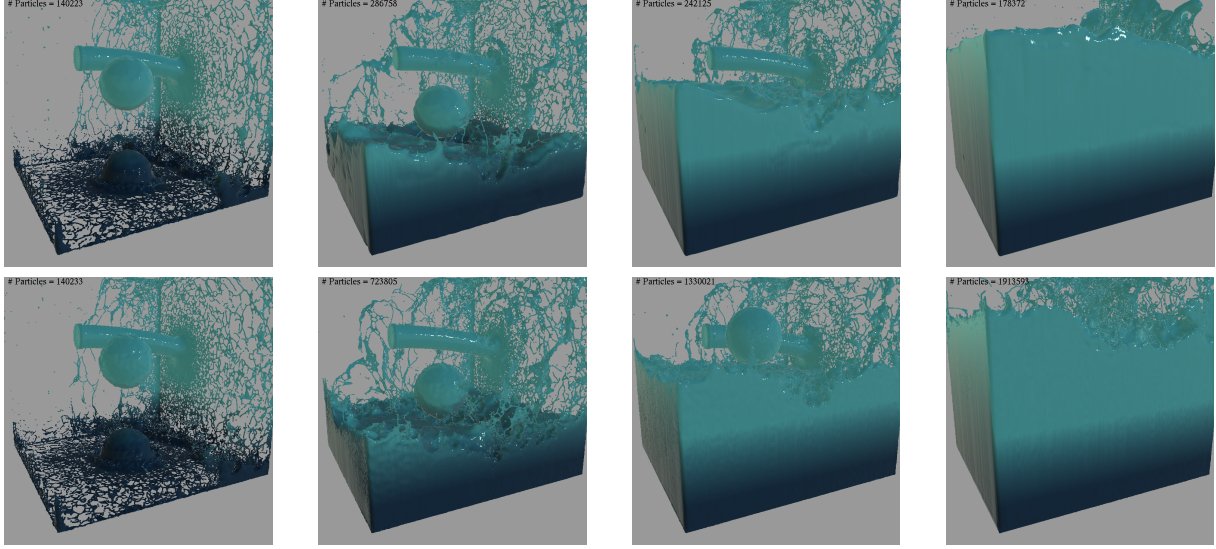 # Particles = 140223
# Particles = 286758
# Particles = 242125
# Particles = 178372
# Particles = 140233
# Particles = 723805
# Particles = 1330021
# Particles = 1913593